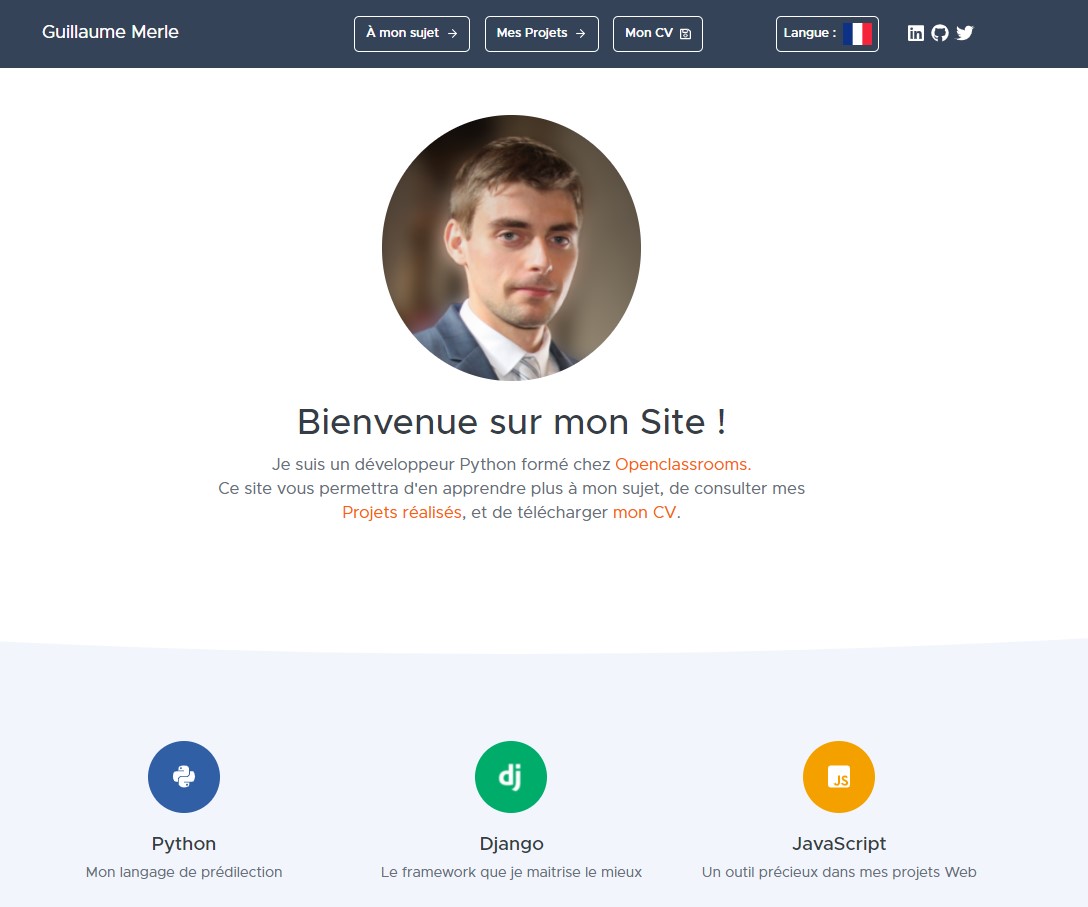 Guillaume Merle
À mon sujet
Mes Projets
Mon CV
Langue :
in
Bienvenue sur mon Site !
Je suis un développeur Python formé chez Openclassrooms.
Ce site vous permettra d'en apprendre plus à mon sujet, de consulter mes
Projets réalisés, et de télécharger mon CV.
dj
JS
Python
Django
JavaScript
Mon langage de prédilection
Le framework que je maitrise le mieux
Un outil précieux dans mes projets Web